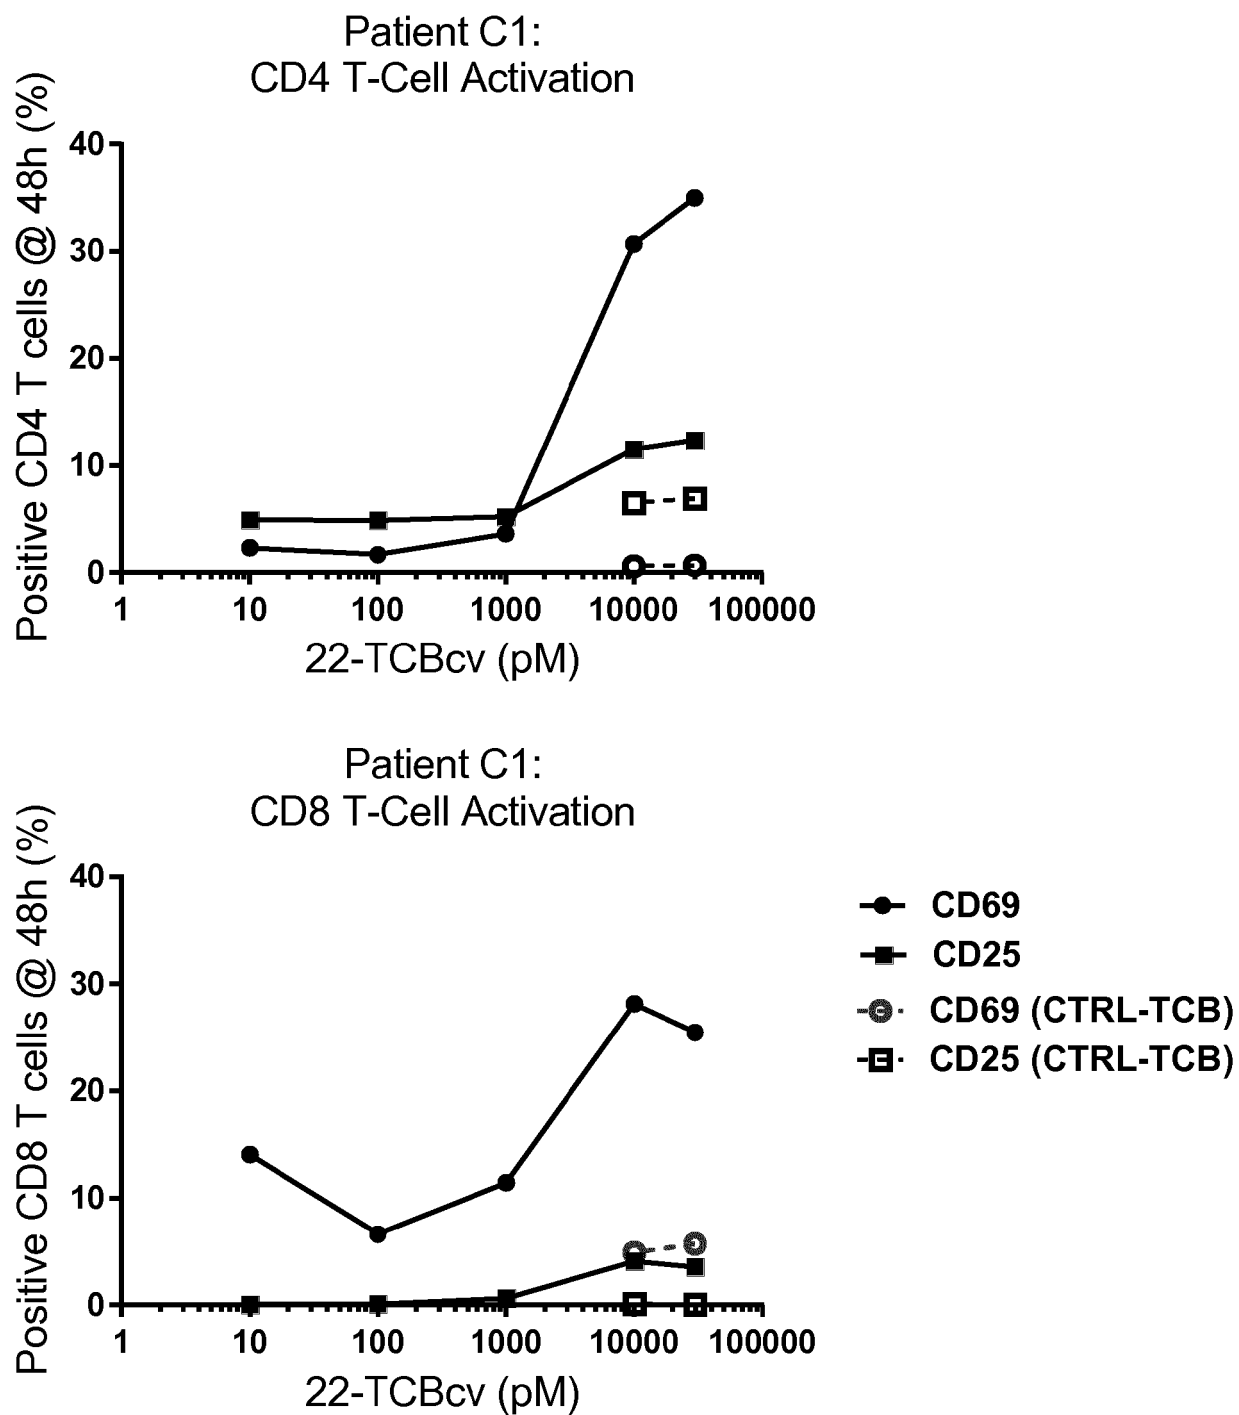 Patient C1:
CD4 T-Cell Activation
Positive CD4 T cells @ 48h (%)
40
30
20
10
0
1 10 100 1000 10000 100000
22-TCBcv (pM)
Patient C1:
CD8 T-Cell Activation
Positive CD8 T cells @ 48h (%)
40
30
20
10
0
1 10 100 1000 10000 100000
22-TCBcv (pM)
CD69
CD25
CD69 (CTRL-TCB)
CD25 (CTRL-TCB)